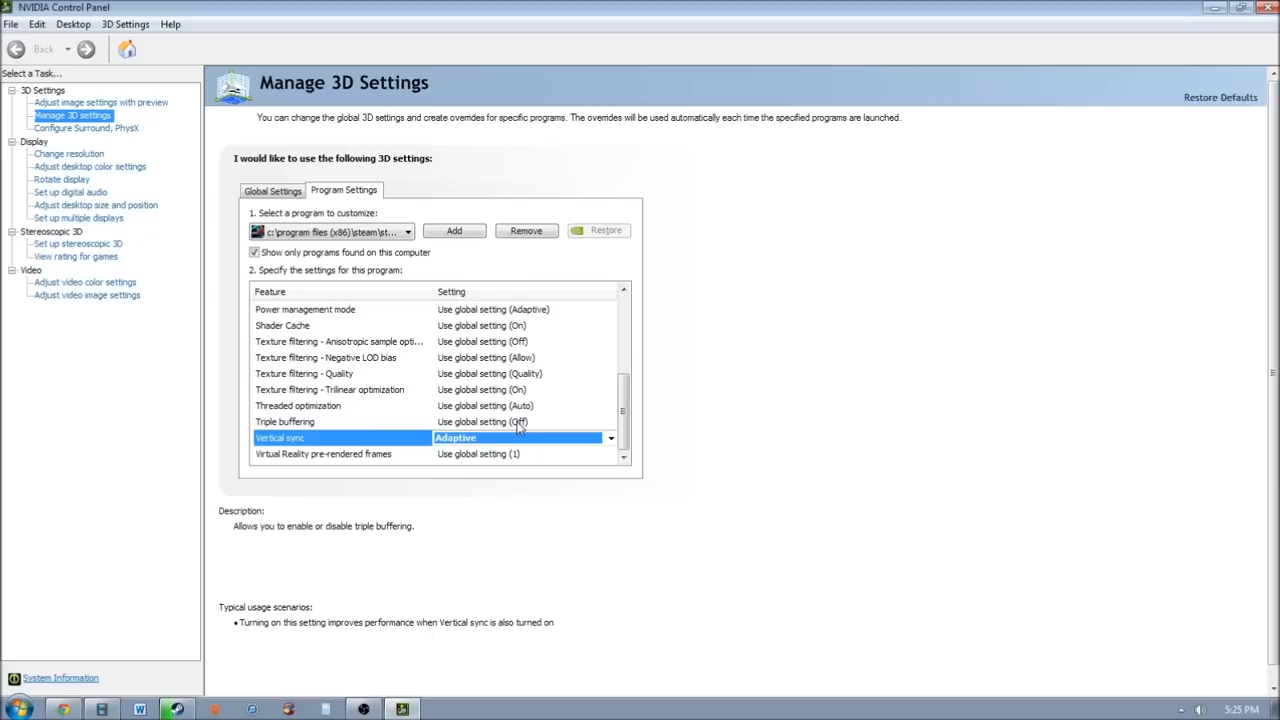 NVIDIA Control Panel
File Edit Desktop 3D Settings Help
Back
Select a Task...
3D Settings
Adjust image settings with preview
Manage 3D settings
Configure Surround, PhysX
Display
Change resolution
Adjust desktop color settings
Rotate display
Set up digital audio
Adjust desktop size and position
Set up multiple displays
Stereoscopic 3D
Set up stereoscopic 3D
View rating for games
Video
Adjust video color settings
Adjust video image settings
System Information
Manage 3D Settings
Restore Defaults
You can change the global 3D settings and create overrides for specific programs. The overrides will be used automatically each time the specified programs are launched.
I would like to use the following 3D settings:
Global Settings Program Settings
1. Select a program to customize:
c:\program files (x86)\steam\st... Add Remove Restore
Show only programs found on this computer
2. Specify the settings for this program:
Feature Setting
Power management mode Use global setting (Adaptive)
Shader Cache Use global setting (On)
Texture filtering - Anisotropic sample opti... Use global setting (Off)
Texture filtering - Negative LOD bias Use global setting (Allow)
Texture filtering - Quality Use global setting (Quality)
Texture filtering - Trilinear optimization Use global setting (On)
Threaded optimization Use global setting (Auto)
Triple buffering Use global setting (Off)
Vertical sync Adaptive
Virtual Reality pre-rendered frames Use global setting (1)
Description:
Allows you to enable or disable triple buffering.
Typical usage scenarios:
• Turning on this setting improves performance when Vertical sync is also turned on
5:25 PM